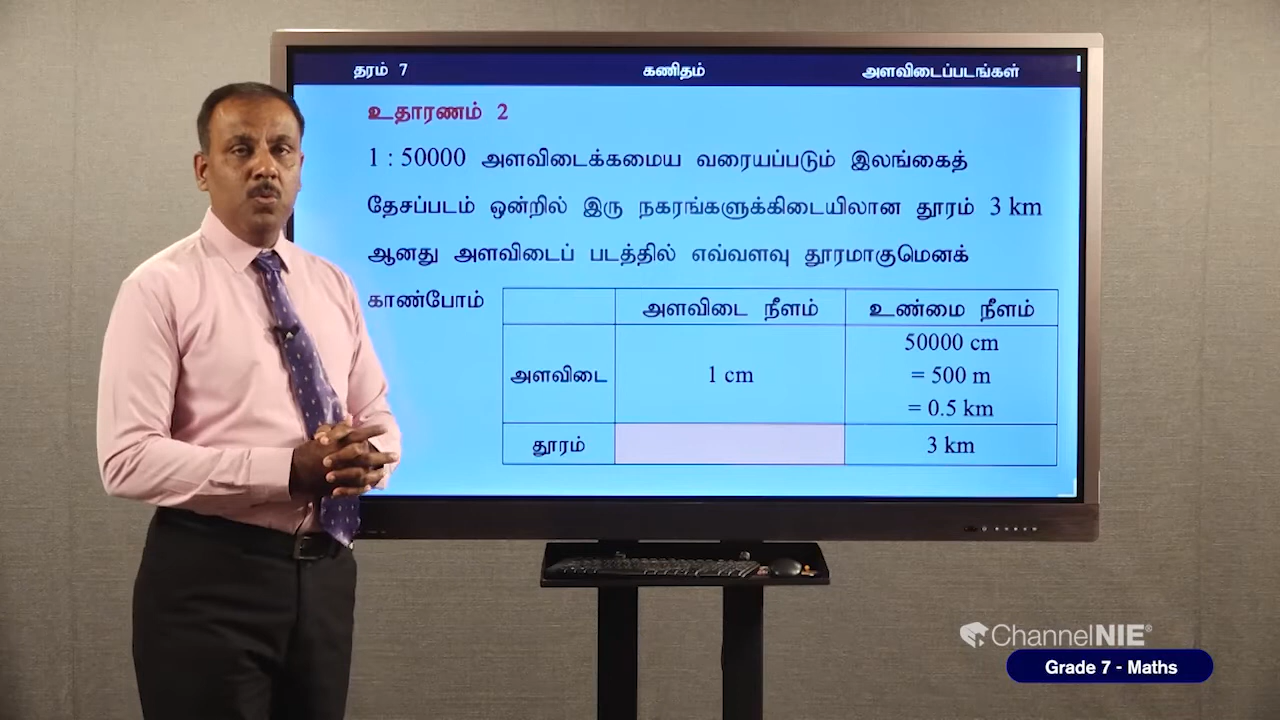 தரம் 7 கணிதம் அளவிடைப்படங்கள்
உதாரணம் 2
1 : 50000 அளவிடைக்கமைய வரையப்படும் இலங்கைத்
தேசப்படம் ஒன்றில் இரு நகரங்களுக்கிடையிலான தூரம் 3 km
ஆனது அளவிடைப் படத்தில் எவ்வளவு தூரமாகுமெனக்
காண்போம்
அளவிடை நீளம் உண்மை நீளம்
அளவிடை 1 cm 50000 cm
= 500 m
= 0.5 km
தூரம் 3 km
ChannelNIE®
Grade 7 - Maths